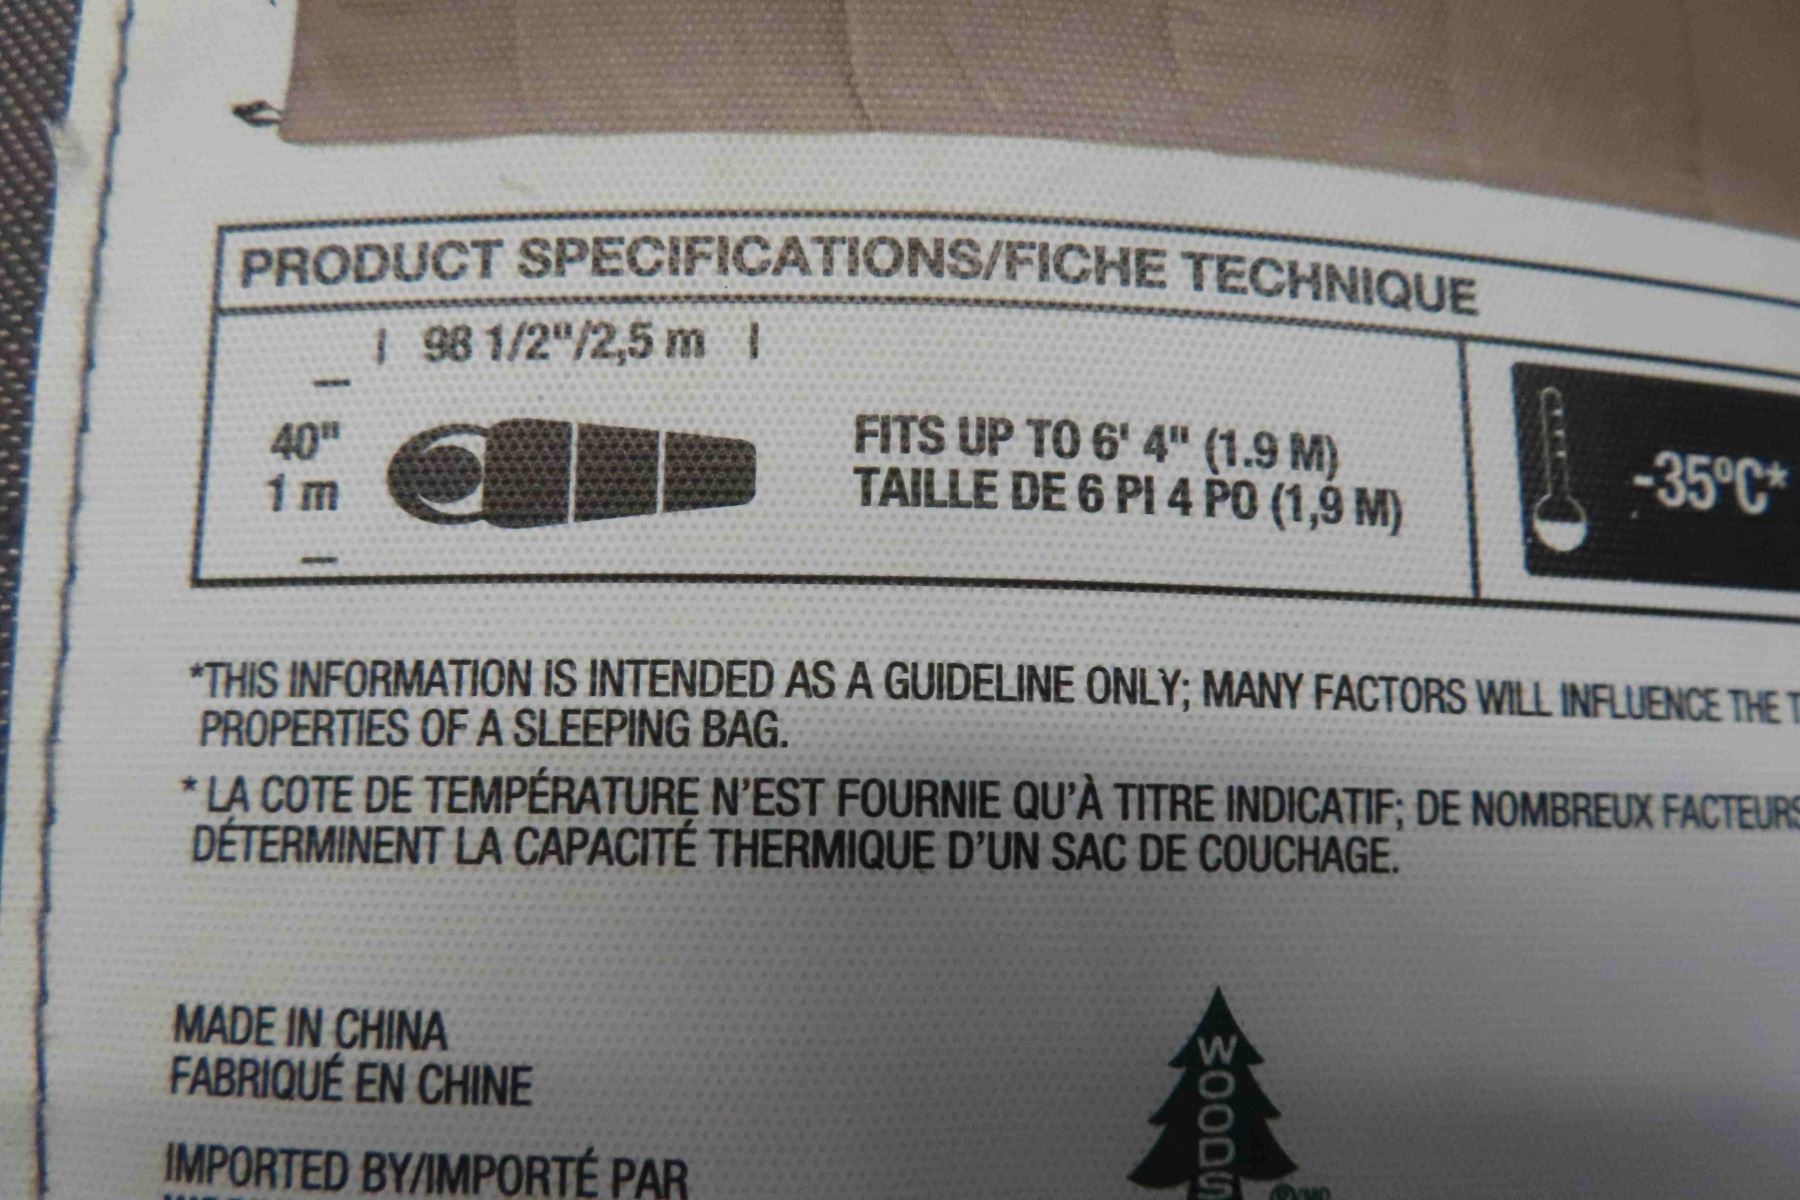 PRODUCT SPECIFICATIONS/FICHE TECHNIQUE
98 1/2"/2,5 m
40"
1 m
FITS UP TO 6' 4" (1.9 M)
TAILLE DE 6 PI 4 PO (1,9 M)
-35ºC*
*THIS INFORMATION IS INTENDED AS A GUIDELINE ONLY; MANY FACTORS WILL INFLUENCE THE
PROPERTIES OF A SLEEPING BAG.
* LA COTE DE TEMPÉRATURE N'EST FOURNIE QU'À TITRE INDICATIF; DE NOMBREUX FACTEURS
DÉTERMINENT LA CAPACITÉ THERMIQUE D'UN SAC DE COUCHAGE.
MADE IN CHINA
FABRIQUÉ EN CHINE
IMPORTED BY/IMPORTÉ PAR
WOODS